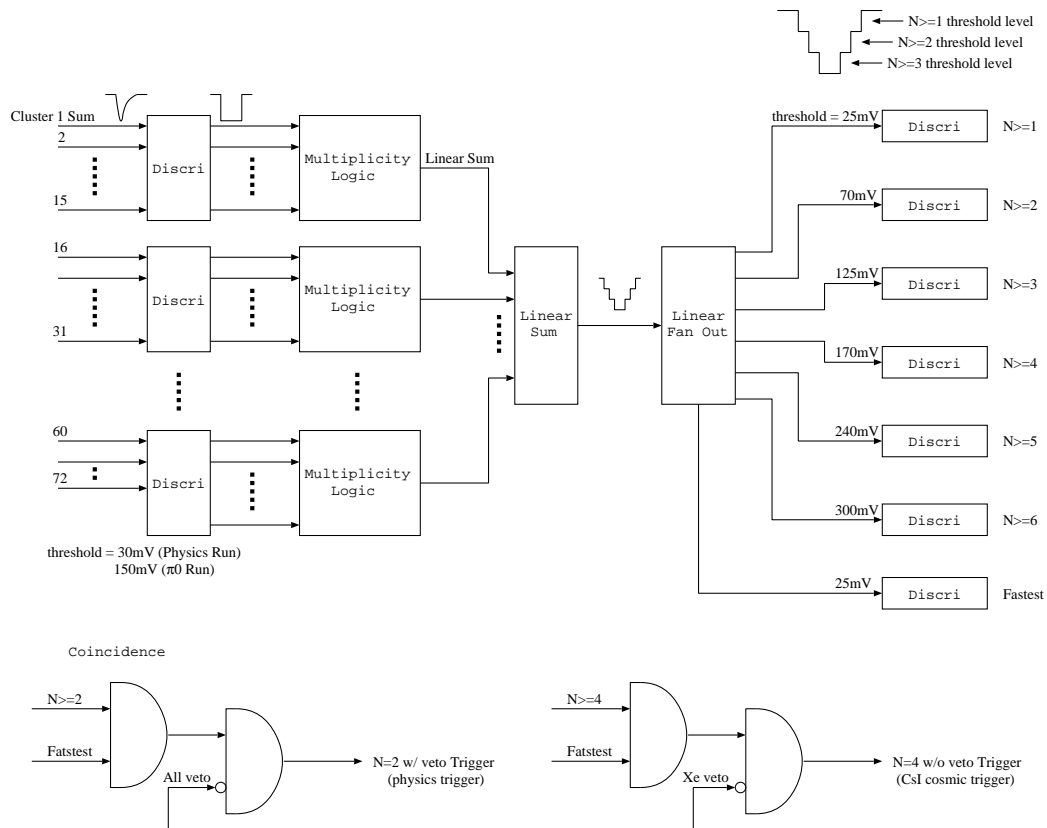 N>=1 threshold level
N>=2 threshold level
N>=3 threshold level
Cluster 1 Sum
2
15
Discri
Multiplicity
Logic
Linear Sum
16
31
Discri
Multiplicity
Logic
60
72
Discri
Multiplicity
Logic
threshold = 30mV (Physics Run)
150mV (π0 Run)
Linear
Sum
Linear
Fan Out
threshold = 25mV
Discri
N>=1
70mV
Discri
N>=2
125mV
Discri
N>=3
170mV
Discri
N>=4
240mV
Discri
N>=5
300mV
Discri
N>=6
25mV
Discri
Fastest
Coincidence
N>=2
Fatstest
All veto
N=2 w/ veto Trigger
(physics trigger)
N>=4
Fatstest
Xe veto
N=4 w/o veto Trigger
(CsI cosmic trigger)